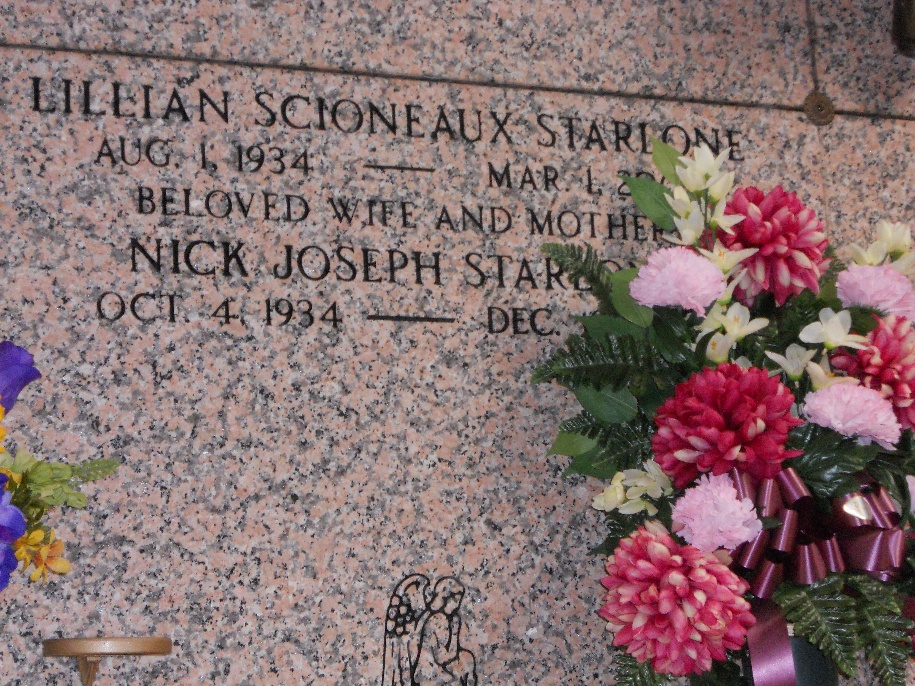 LILLIAN SCIONEAUX STARLONE
AUG. 1, 1934 — MAR. 1,
BELOVED WIFE AND MOTHER
NICK JOSEPH
OCT 4, 1934 — DEC.